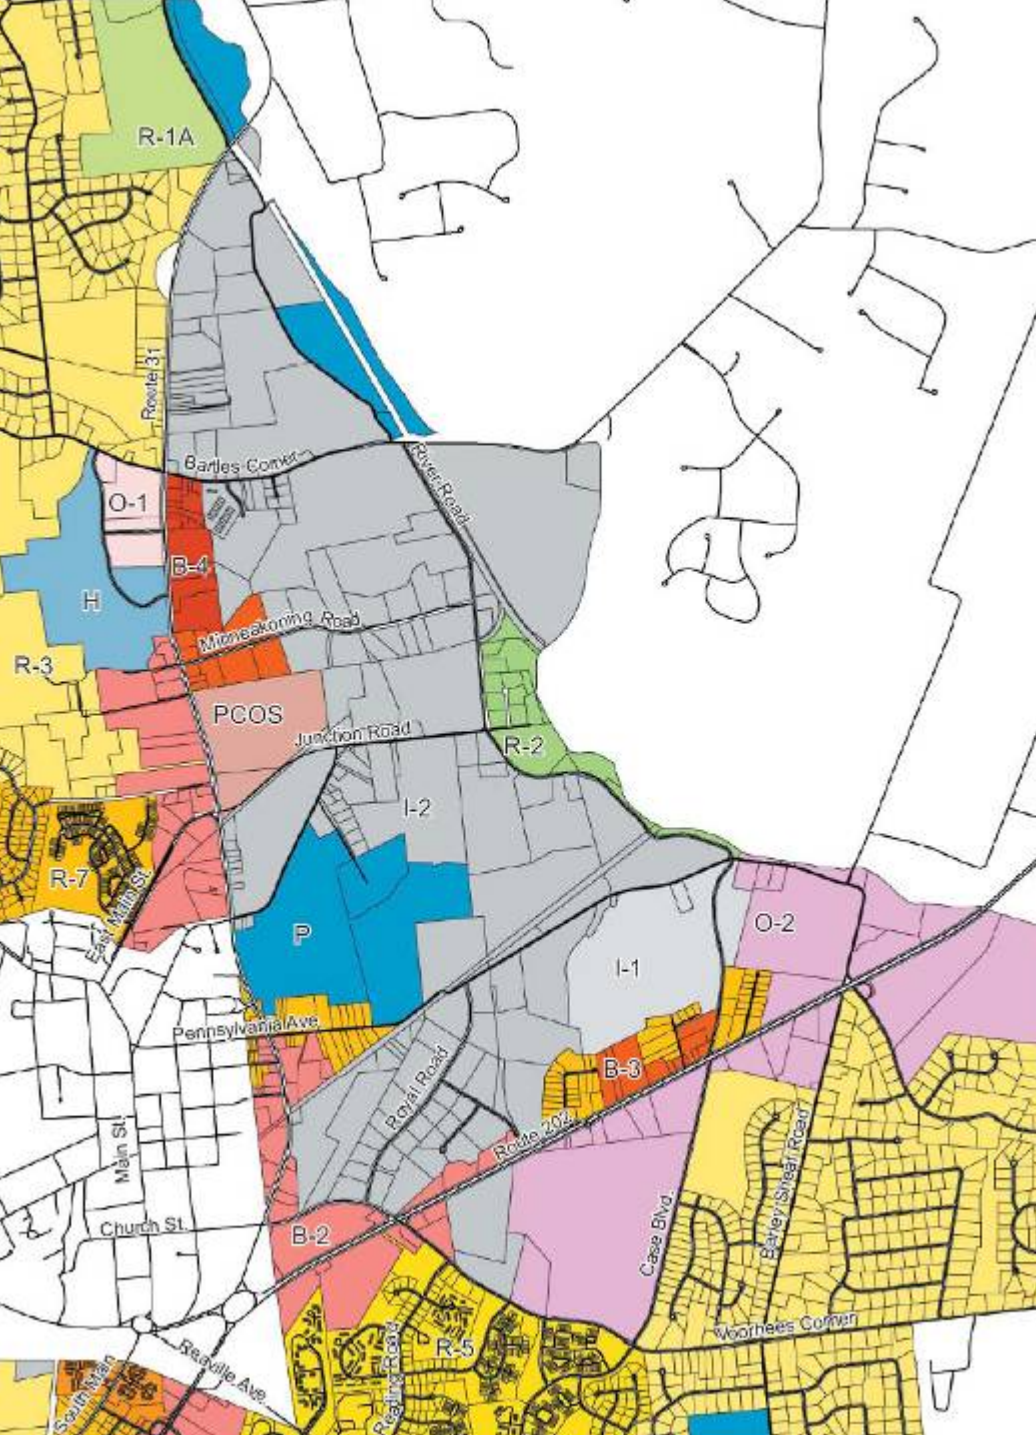 R-1A
Route 31
Bartles Corner
River Road
O-1
B-4
H
Minneakoning Road
R-3
PCOS
Junction Road
R-2
I-2
R-7
East Main St.
P
O-2
I-1
Pennsylvania Ave
B-3
Royal Road
Route 202
Main St.
Church St.
B-2
Case Blvd.
Barley Sheaf Road
Voorhees Corner
R-5
Reaville Ave.
Reading Road
South Main